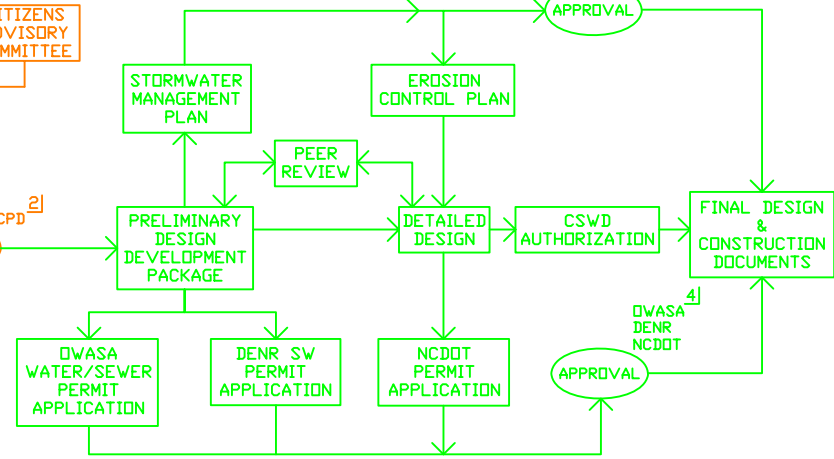 APPROVAL
ITIZENS
DVISORY
MMITTEE
STORMWATER
MANAGEMENT
PLAN
EROSION
CONTROL PLAN
PEER
REVIEW
CPD 2
PRELIMINARY
DESIGN
DEVELOPMENT
PACKAGE
DETAILED
DESIGN
CSWD
AUTHORIZATION
FINAL DESIGN
&
CONSTRUCTION
DOCUMENTS
4
OWASA
DENR
NCDOT
OWASA
WATER/SEWER
PERMIT
APPLICATION
DENR SW
PERMIT
APPLICATION
NCDOT
PERMIT
APPLICATION
APPROVAL